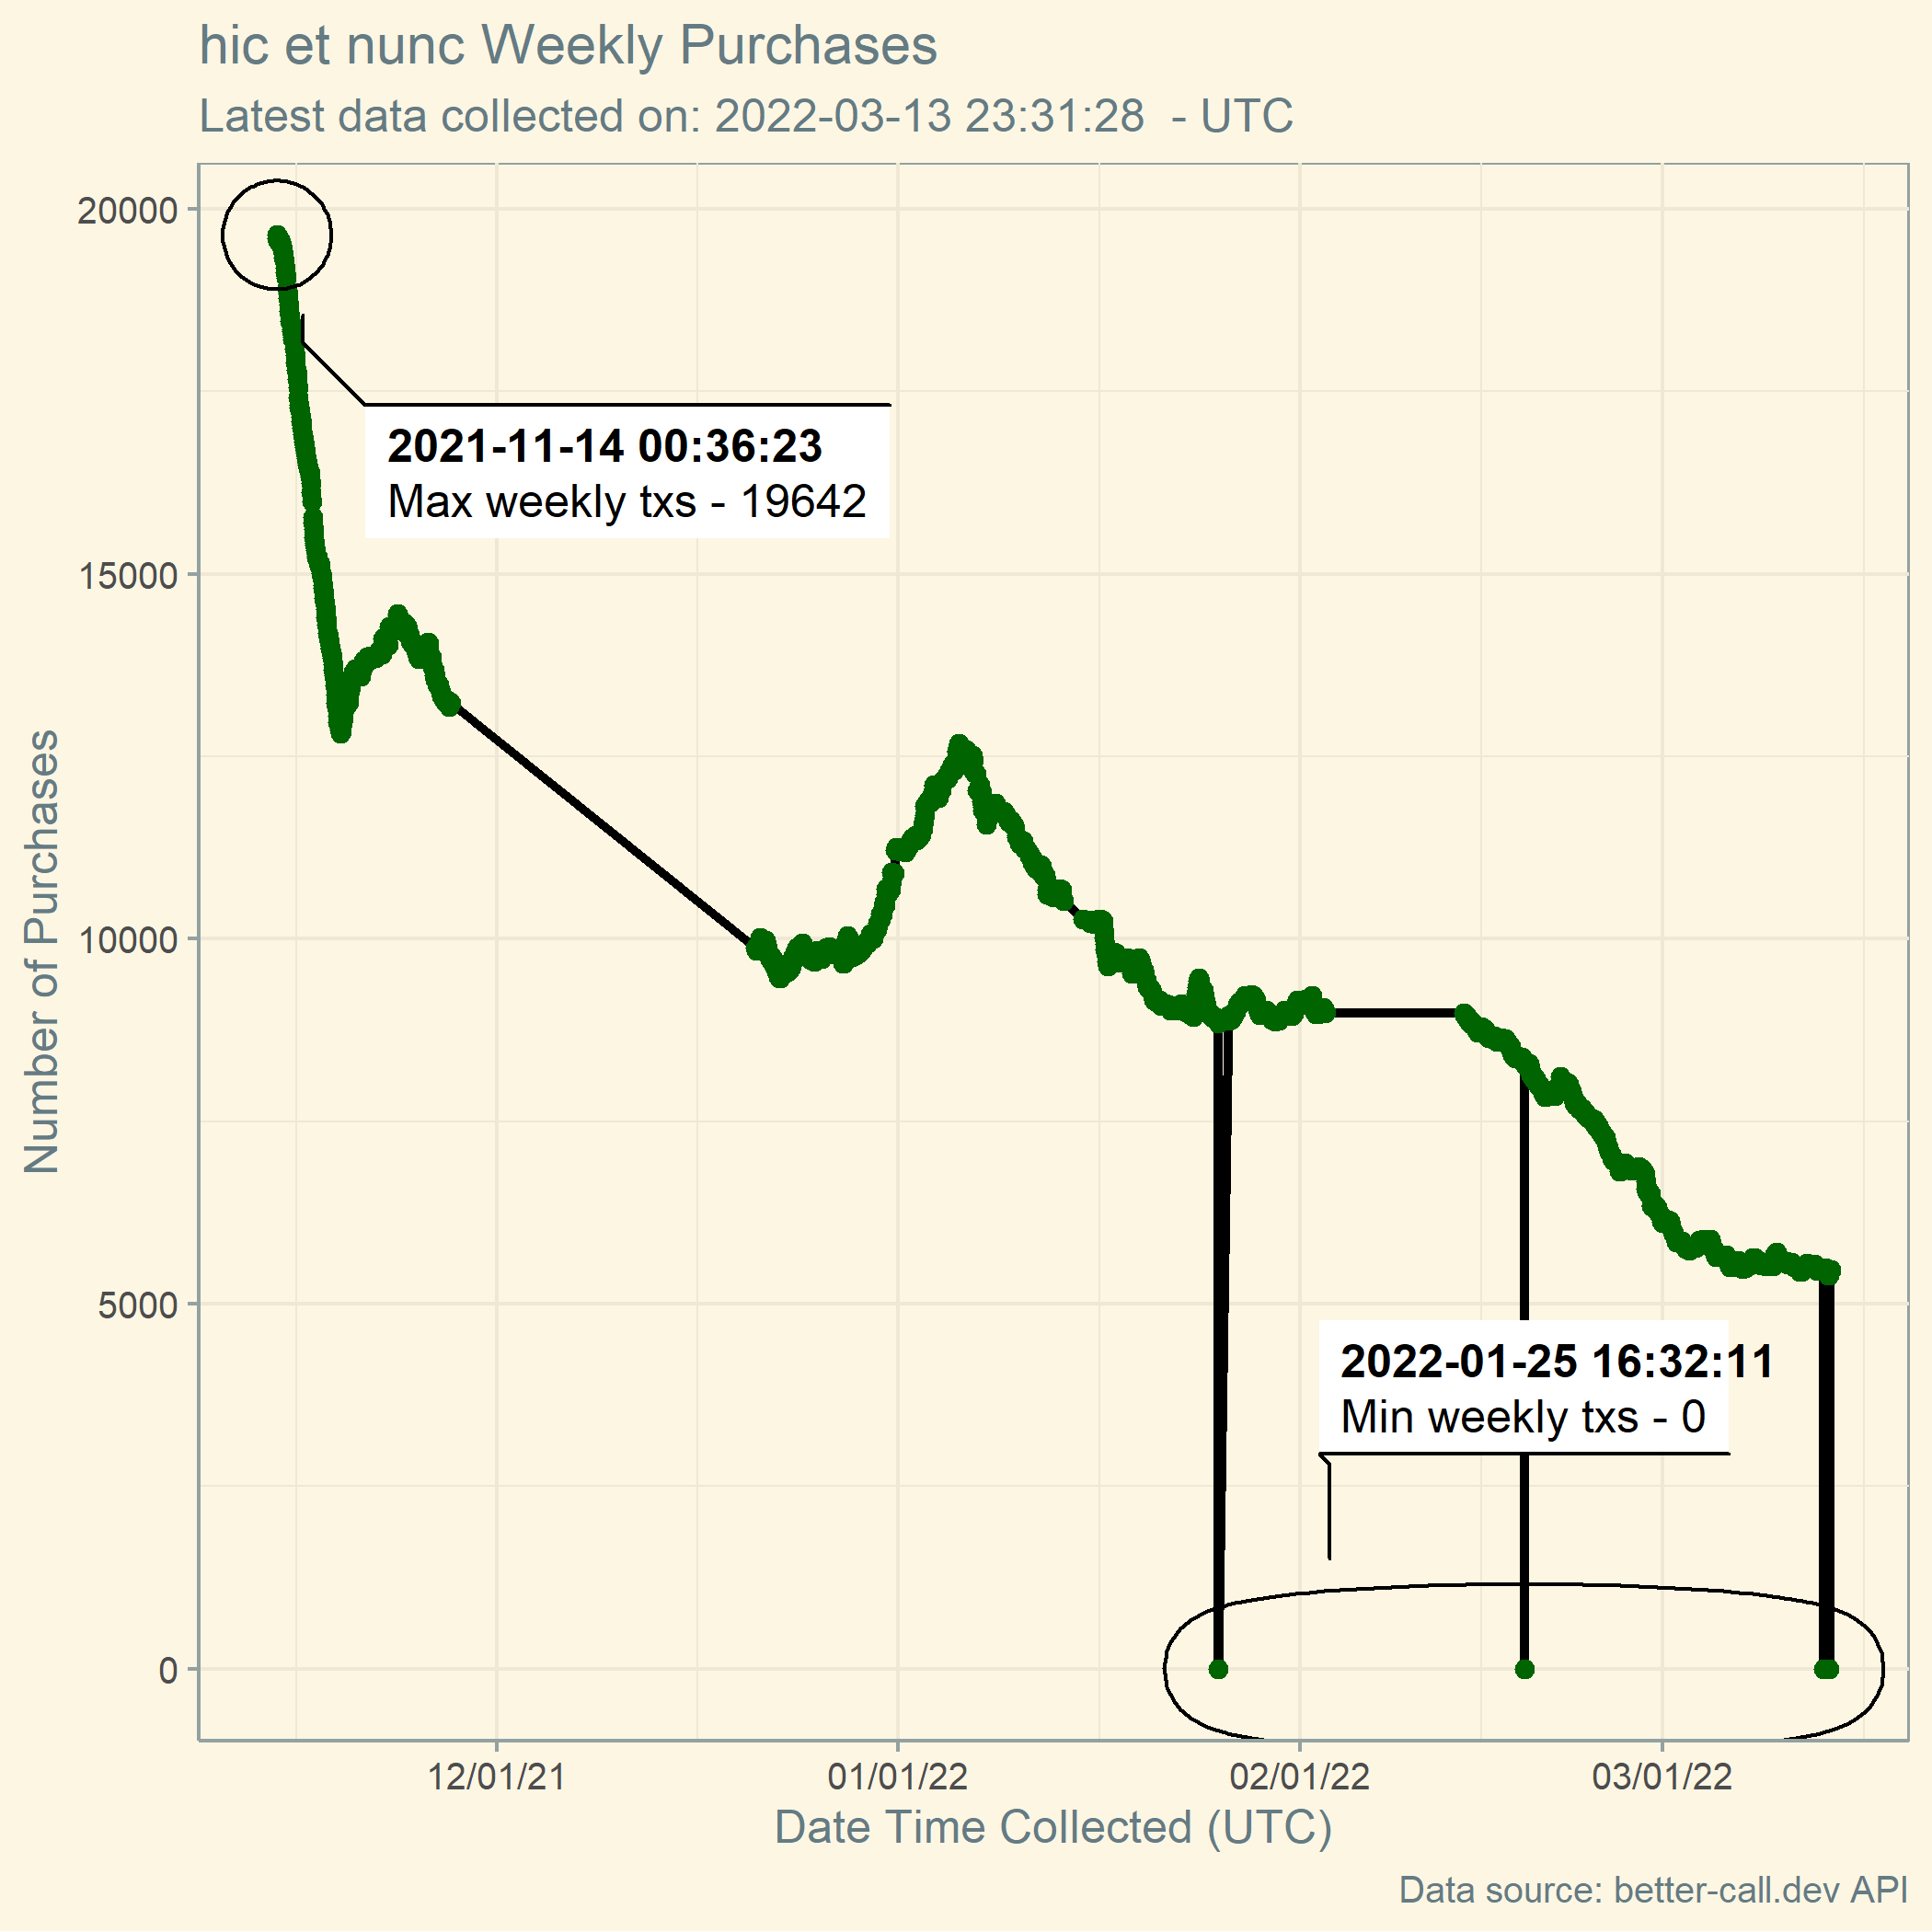 hic et nunc Weekly Purchases
Latest data collected on: 2022-03-13 23:31:28  - UTC
Number of Purchases
20000
15000
10000
5000
0
2021-11-14 00:36:23
Max weekly txs - 19642
2022-01-25 16:32:11
Min weekly txs - 0
12/01/21
01/01/22
02/01/22
03/01/22
Date Time Collected (UTC)
Data source: better-call.dev API